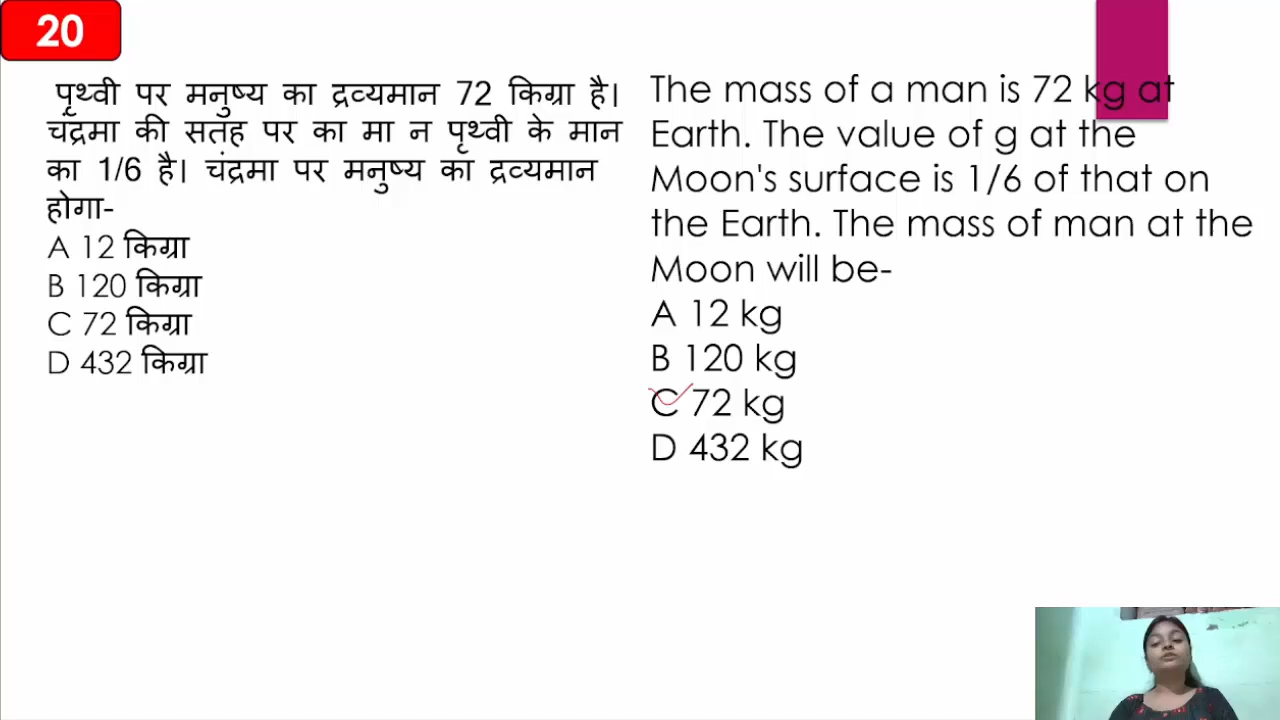 20
पृथ्वी पर मनुष्य का द्रव्यमान 72 किग्रा है।
चंद्रमा की सतह पर का मा न पृथ्वी के मान
का 1/6 है। चंद्रमा पर मनुष्य का द्रव्यमान
होगा-
A 12 किग्रा
B 120 किग्रा
C 72 किग्रा
D 432 किग्रा
The mass of a man is 72 kg at
Earth. The value of g at the
Moon's surface is 1/6 of that on
the Earth. The mass of man at the
Moon will be-
A 12 kg
B 120 kg
C 72 kg
D 432 kg